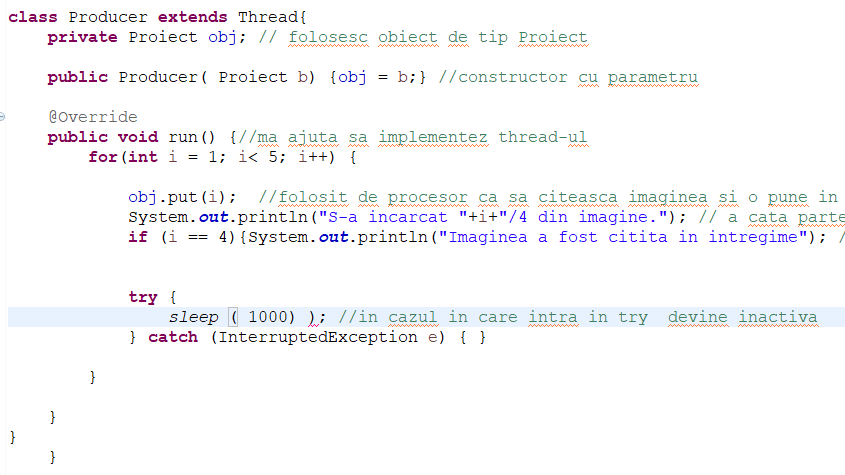 class Producer extends Thread{
private Proiect obj; // folosesc obiect de tip Proiect
public Producer( Proiect b) {obj = b;} //constructor cu parametru
@Override
public void run() {//ma ajuta sa implementez thread-ul
for(int i = 1; i< 5; i++) {
obj.put(i);  //folosit de procesor ca sa citeasca imaginea si o pune in
System.out.println("S-a incarcat "+i+"/4 din imagine."); // a cata parte
if (i == 4){System.out.println("Imaginea a fost citita in intregime"); /
try {
sleep ( 1000) ); //in cazul in care intra in try  devine inactiva
} catch (InterruptedException e) { }
}
}
}
}